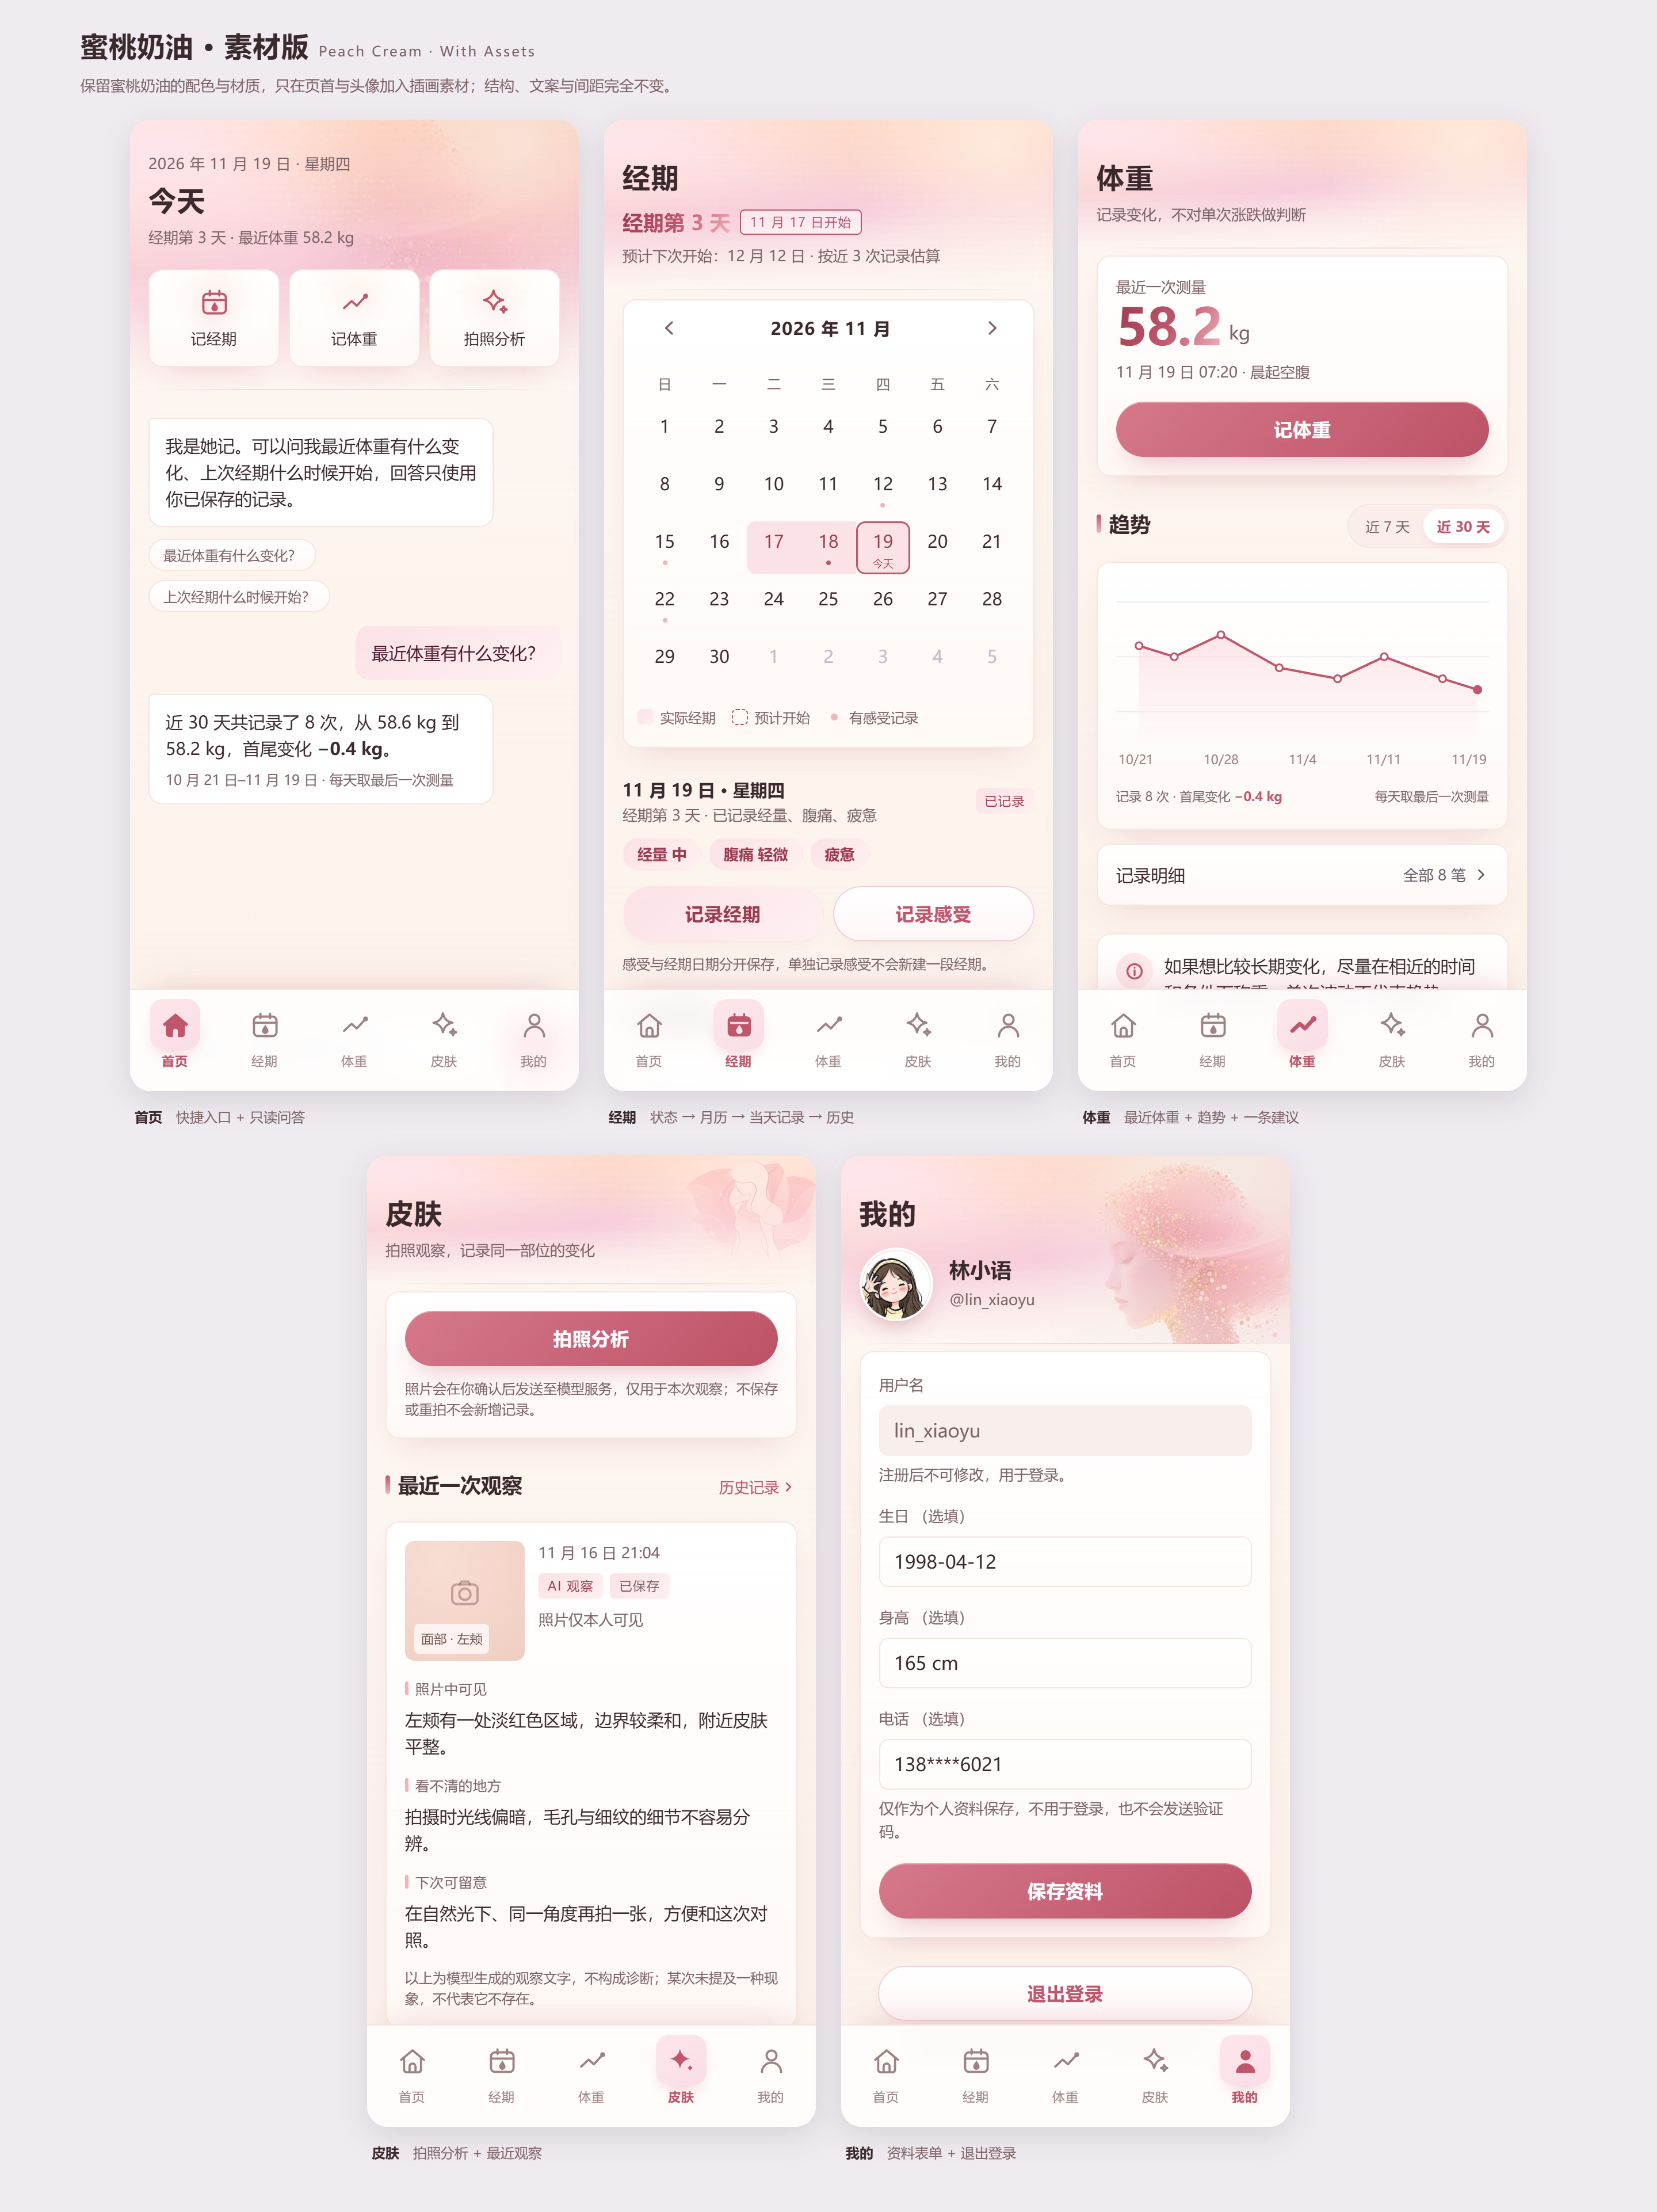 蜜桃奶油 · 素材版 Peach Cream · With Assets
保留蜜桃奶油的配色与材质，只在页首与头像加入插画素材；结构、文案与间距完全不变。
2026 年 11 月 19 日 · 星期四
今天
经期第 3 天 · 最近体重 58.2 kg
记经期
记体重
拍照分析
我是她记。可以问我最近体重有什么变
化、上次经期什么时候开始，回答只使用
你已保存的记录。
最近体重有什么变化？
上次经期什么时候开始？
最近体重有什么变化？
近 30 天共记录了 8 次，从 58.6 kg 到
58.2 kg，首尾变化 −0.4 kg。
10 月 21 日–11 月 19 日 · 每天取最后一次测量
首页 经期 体重 皮肤 我的
首页 快捷入口 + 只读问答
经期
经期第 3 天 11 月 17 日开始
预计下次开始：12 月 12 日 · 按近 3 次记录估算
2026 年 11 月
日 一 二 三 四 五 六
1 2 3 4 5 6 7
8 9 10 11 12 13 14
15 16 17 18 19 20 21
今天
22 23 24 25 26 27 28
29 30 1 2 3 4 5
实际经期 预计开始 有感受记录
11 月 19 日 · 星期四
经期第 3 天 · 已记录经量、腹痛、疲惫
已记录
经量 中 腹痛 轻微 疲惫
记录经期 记录感受
感受与经期日期分开保存，单独记录感受不会新建一段经期。
首页 经期 体重 皮肤 我的
经期 状态 → 月历 → 当天记录 → 历史
体重
记录变化，不对单次涨跌做判断
最近一次测量
58.2 kg
11 月 19 日 07:20 · 晨起空腹
记体重
趋势 近 7 天 近 30 天
10/21 10/28 11/4 11/11 11/19
记录 8 次 · 首尾变化 −0.4 kg 每天取最后一次测量
记录明细 全部 8 笔
如果想比较长期变化，尽量在相近的时间
首页 经期 体重 皮肤 我的
体重 最近体重 + 趋势 + 一条建议
皮肤
拍照观察，记录同一部位的变化
拍照分析
照片会在你确认后发送至模型服务，仅用于本次观察；不保存
或重拍不会新增记录。
最近一次观察 历史记录
面部 · 左颊
11 月 16 日 21:04
AI 观察 已保存
照片仅本人可见
照片中可见
左颊有一处淡红色区域，边界较柔和，附近皮肤
平整。
看不清的地方
拍摄时光线偏暗，毛孔与细纹的细节不容易分
辨。
下次可留意
在自然光下、同一角度再拍一张，方便和这次对
照。
以上为模型生成的观察文字，不构成诊断；某次未提及一种现
象，不代表它不存在。
首页 经期 体重 皮肤 我的
皮肤 拍照分析 + 最近观察
我的
林小语
@lin_xiaoyu
用户名
lin_xiaoyu
注册后不可修改，用于登录。
生日 （选填）
1998-04-12
身高 （选填）
165 cm
电话 （选填）
138****6021
仅作为个人资料保存，不用于登录，也不会发送验证
码。
保存资料
退出登录
首页 经期 体重 皮肤 我的
我的 资料表单 + 退出登录